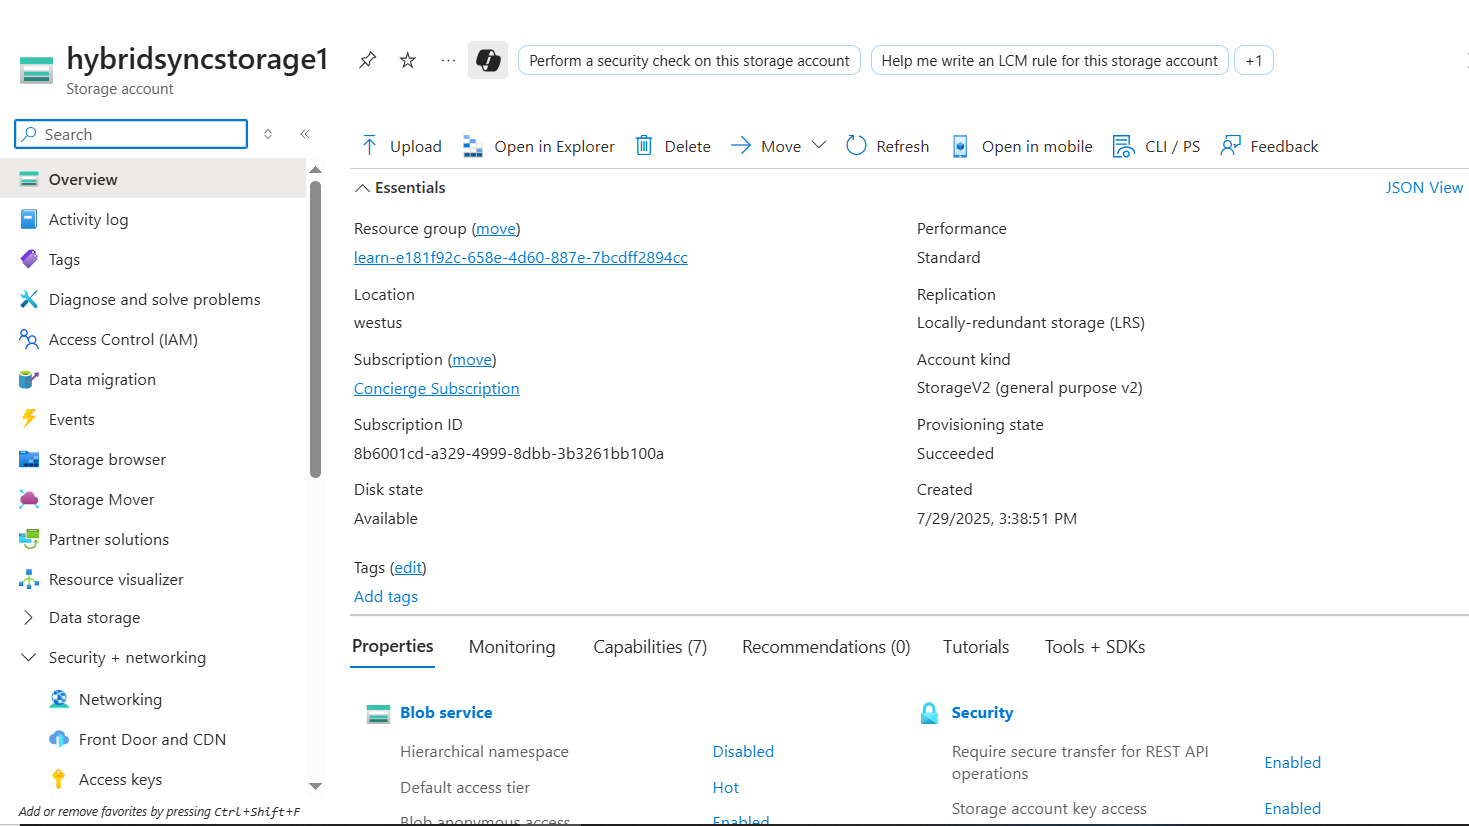 hybridsyncstorage1
Storage account
Perform a security check on this storage account
Help me write an LCM rule for this storage account
+1
Search
Upload
Open in Explorer
Delete
Move
Refresh
Open in mobile
CLI / PS
Feedback
Overview
Activity log
Tags
Diagnose and solve problems
Access Control (IAM)
Data migration
Events
Storage browser
Storage Mover
Partner solutions
Resource visualizer
Data storage
Security + networking
Networking
Front Door and CDN
Access keys
Add or remove favorites by pressing Ctrl+Shift+F
Essentials
JSON View
Resource group (move)
learn-e181f92c-658e-4d60-887e-7bcdff2894cc
Location
westus
Subscription (move)
Concierge Subscription
Subscription ID
8b6001cd-a329-4999-8dbb-3b3261bb100a
Disk state
Available
Performance
Standard
Replication
Locally-redundant storage (LRS)
Account kind
StorageV2 (general purpose v2)
Provisioning state
Succeeded
Created
7/29/2025, 3:38:51 PM
Tags (edit)
Add tags
Properties
Monitoring
Capabilities (7)
Recommendations (0)
Tutorials
Tools + SDKs
Blob service
Hierarchical namespace Disabled
Default access tier Hot
Blob anonymous access Enabled
Security
Require secure transfer for REST API
operations Enabled
Storage account key access Enabled